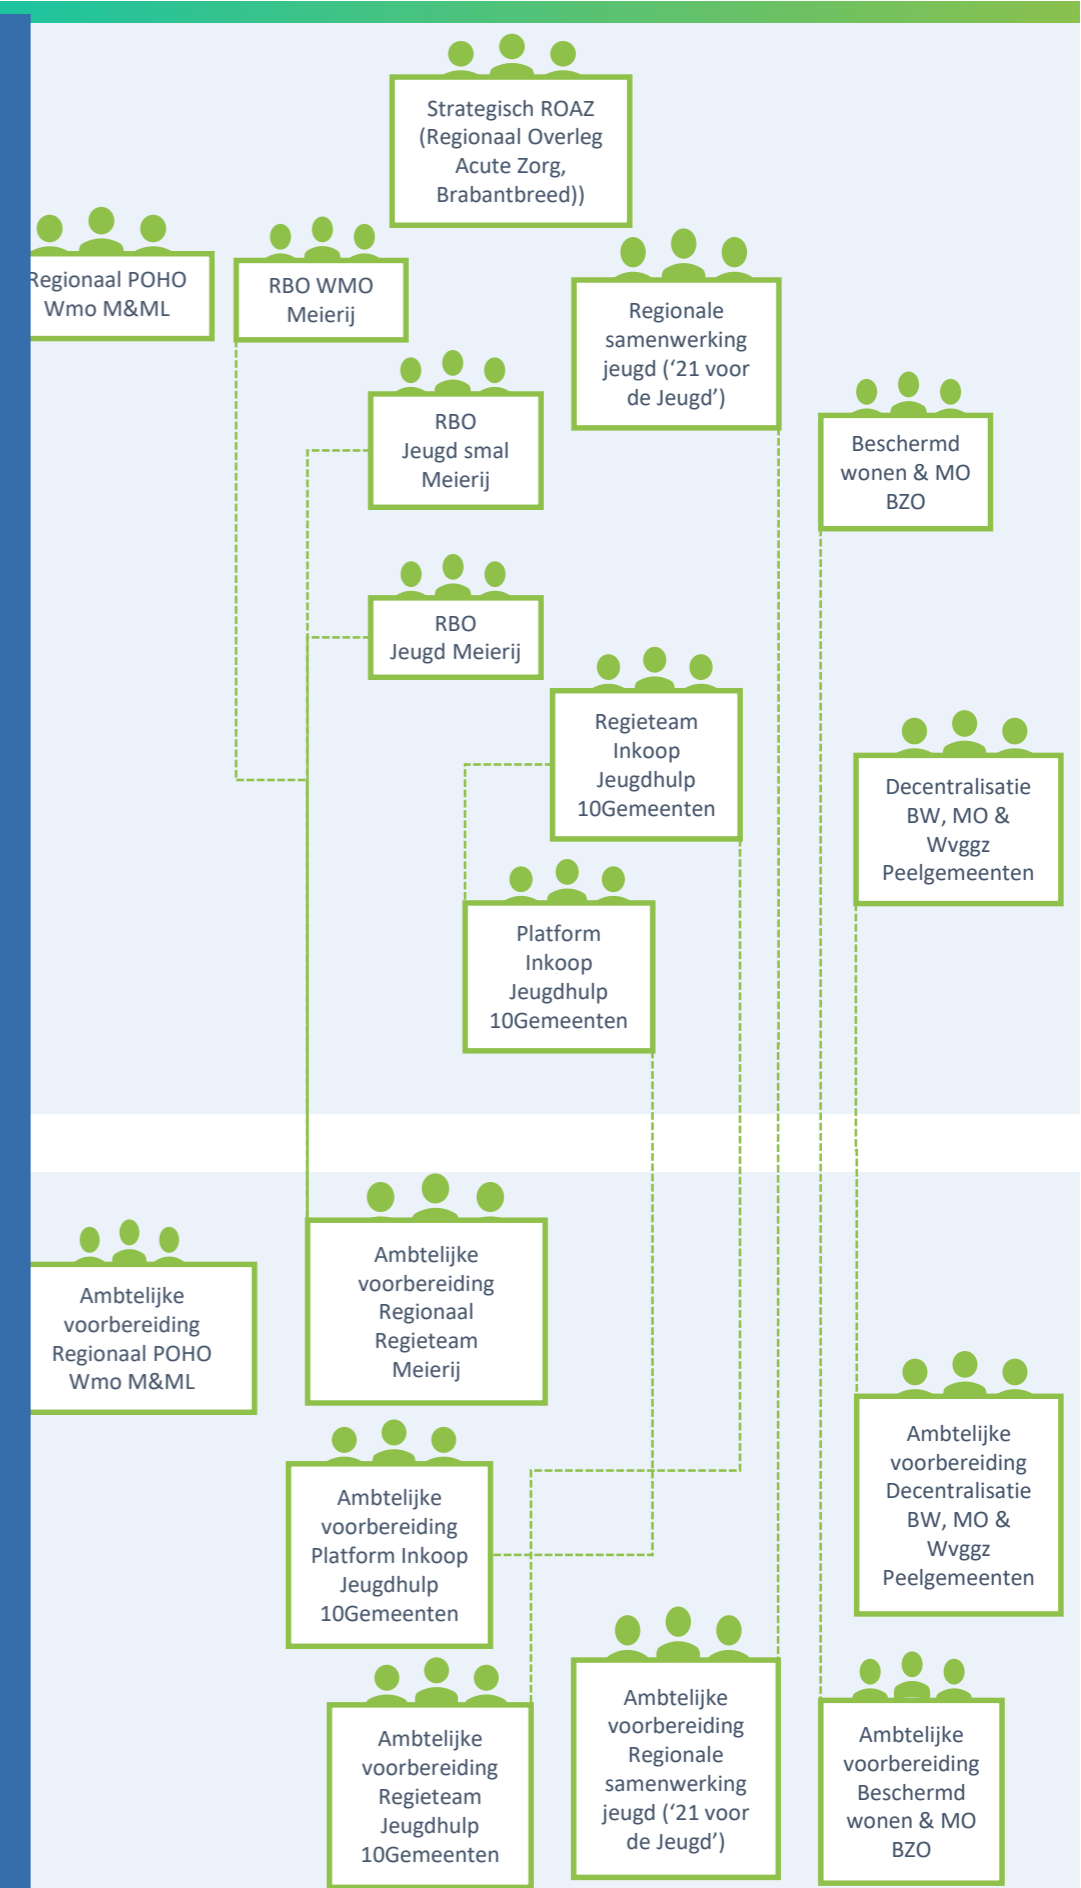 Strategisch ROAZ
(Regionaal Overleg
Acute Zorg,
Brabantbreed))
Regionaal POHO
Wmo M&ML
RBO WMO
Meierij
Regionale
samenwerking
jeugd (‘21 voor
de Jeugd’)
RBO
Jeugd smal
Meierij
Beschermd
wonen & MO
BZO
RBO
Jeugd Meierij
Regieteam
Inkoop
Jeugdhulp
10Gemeenten
Decentralisatie
BW, MO &
Wvggz
Peelgemeenten
Platform
Inkoop
Jeugdhulp
10Gemeenten
Ambtelijke
voorbereiding
Regionaal POHO
Wmo M&ML
Ambtelijke
voorbereiding
Regionaal
Regieteam
Meierij
Ambtelijke
voorbereiding
Decentralisatie
BW, MO &
Wvggz
Peelgemeenten
Ambtelijke
voorbereiding
Platform Inkoop
Jeugdhulp
10Gemeenten
Ambtelijke
voorbereiding
Regieteam
Jeugdhulp
10Gemeenten
Ambtelijke
voorbereiding
Regionale
samenwerking
jeugd (‘21 voor
de Jeugd’)
Ambtelijke
voorbereiding
Beschermd
wonen & MO
BZO